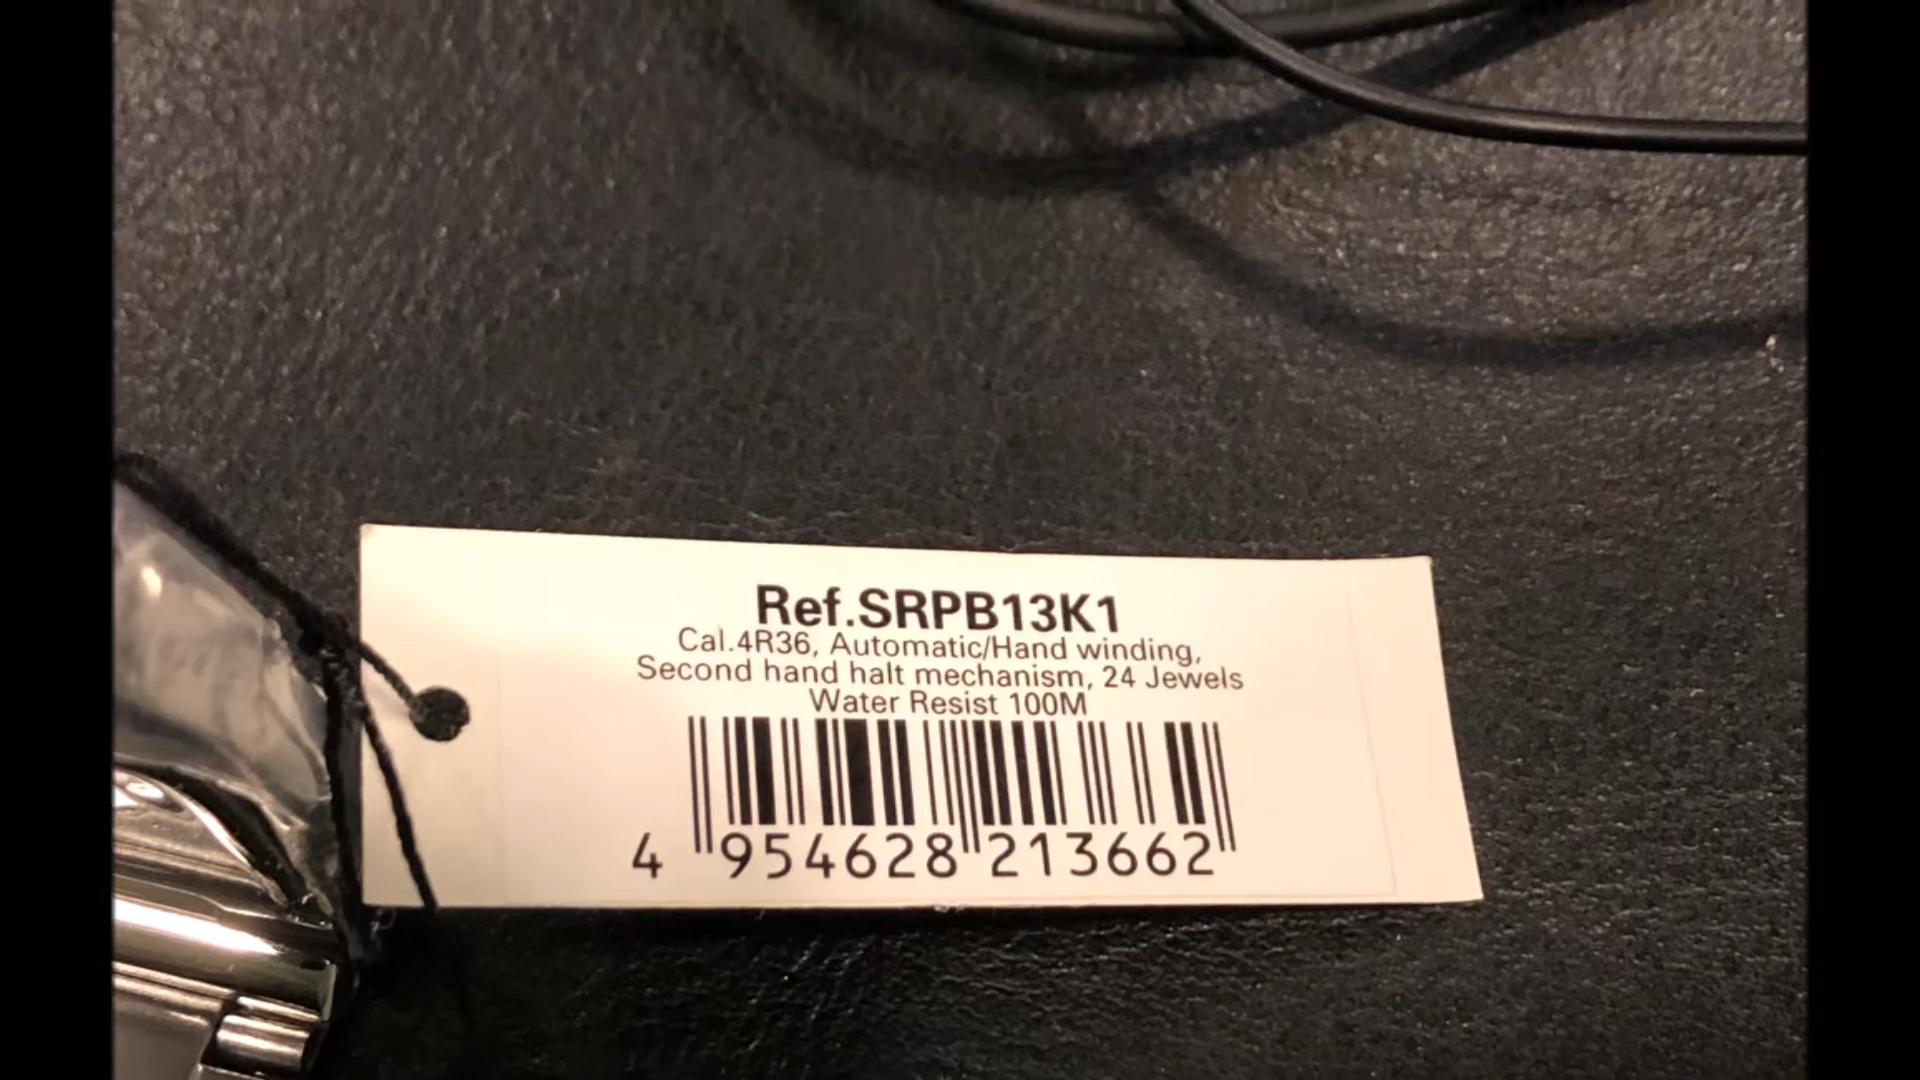 Ref.SRPB13K1
Cal.4R36, Automatic/Hand winding,
Second hand halt mechanism, 24 Jewels
Water Resist 100M
4 954628 213662